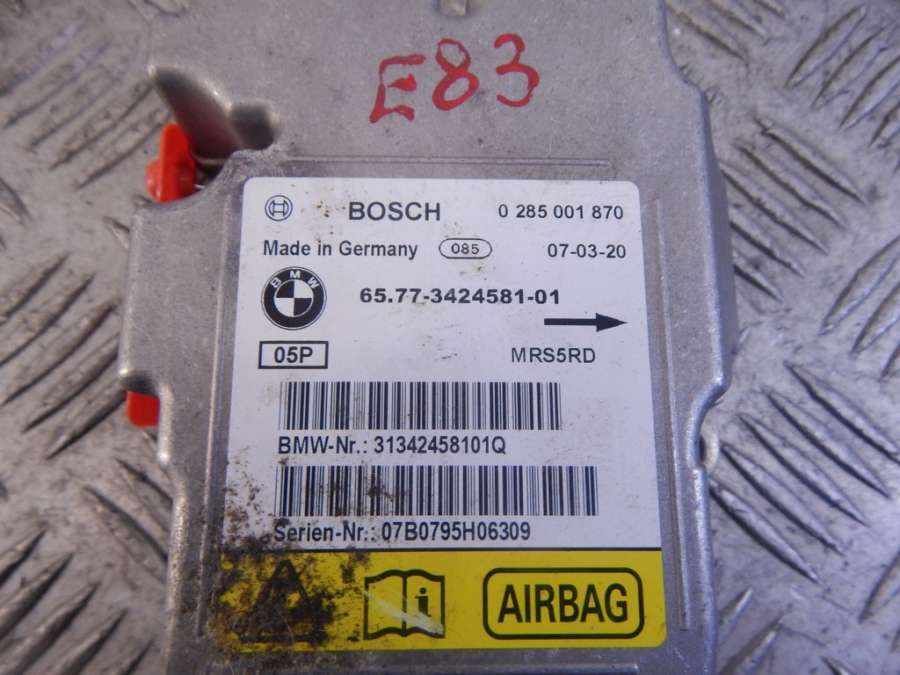 E83
BOSCH 0 285 001 870
Made in Germany 085 07-03-20
BMW
65.77-3424581-01
05P MRS5RD
BMW-Nr.: 31342458101Q
Serien-Nr.: 07B0795H06309
i AIRBAG